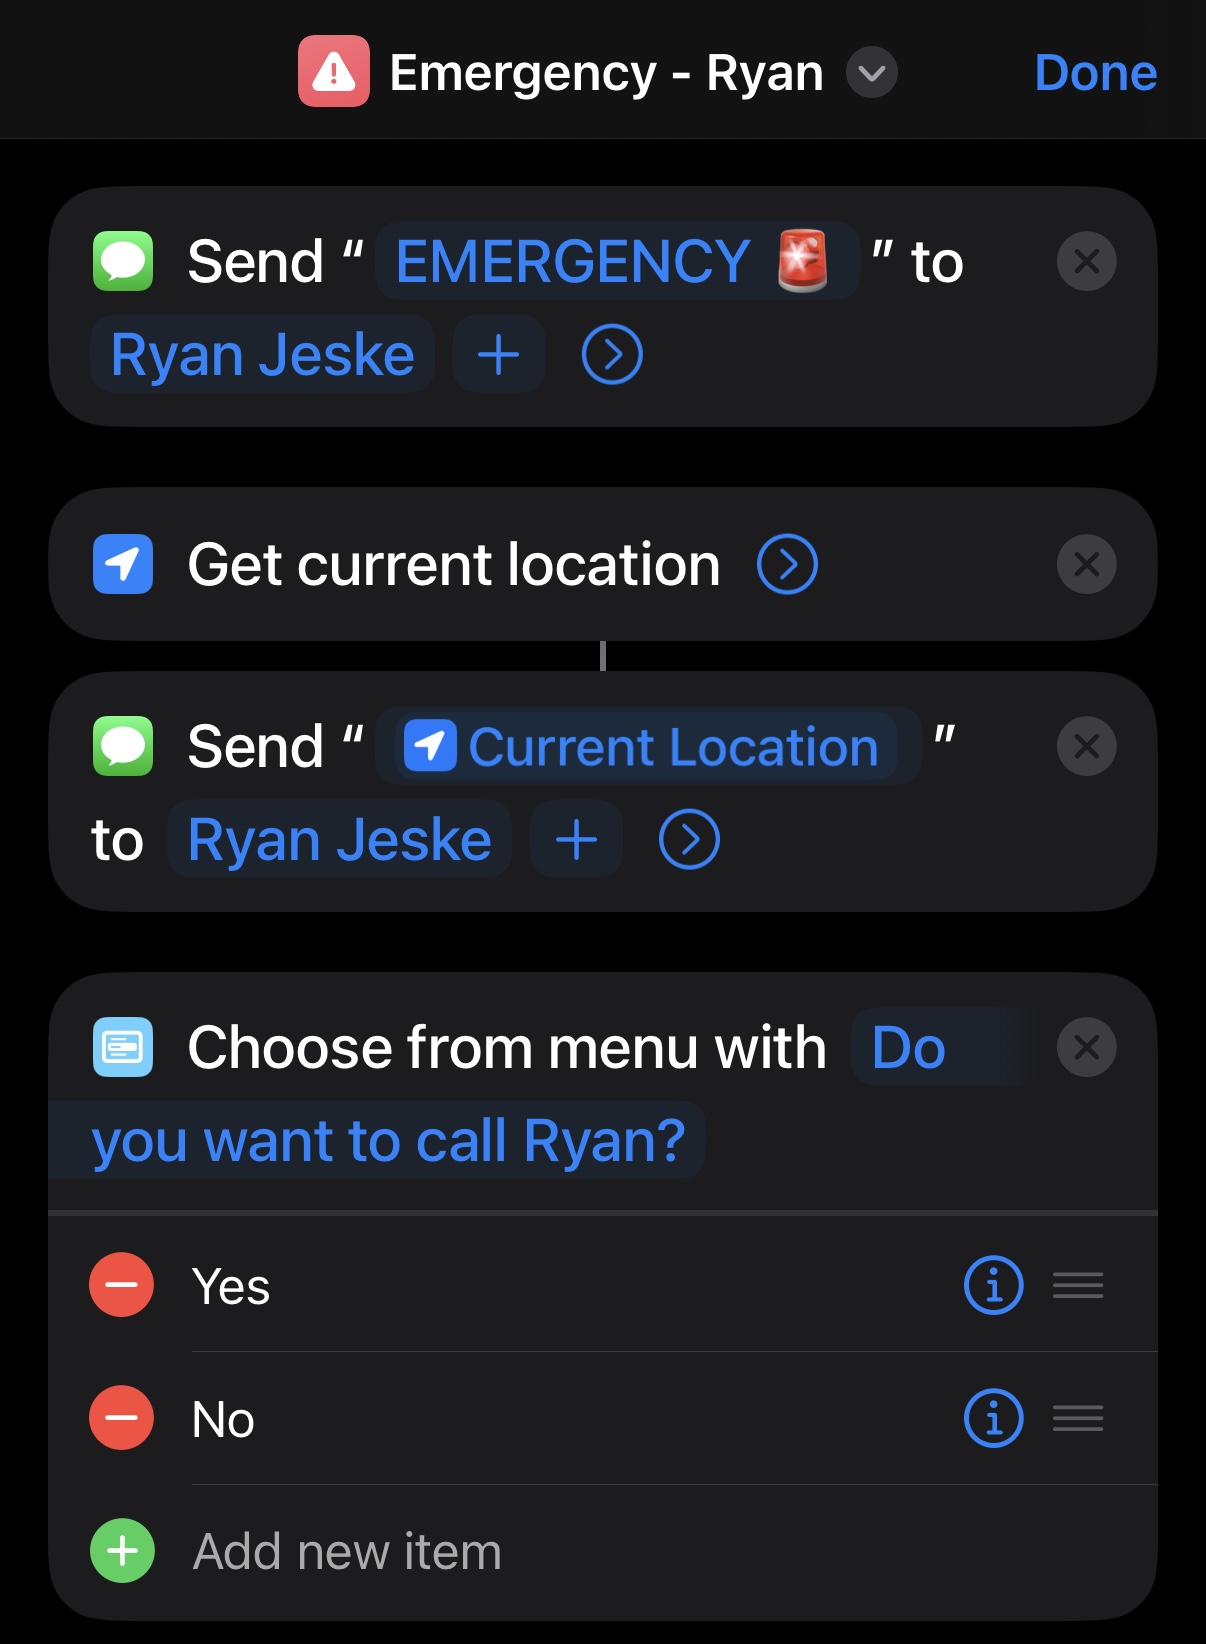 Emergency - Ryan
Done
Send “ EMERGENCY 🚨 ” to
Ryan Jeske
Get current location
Send “ Current Location ”
to Ryan Jeske
Choose from menu with Do
you want to call Ryan?
Yes
No
Add new item